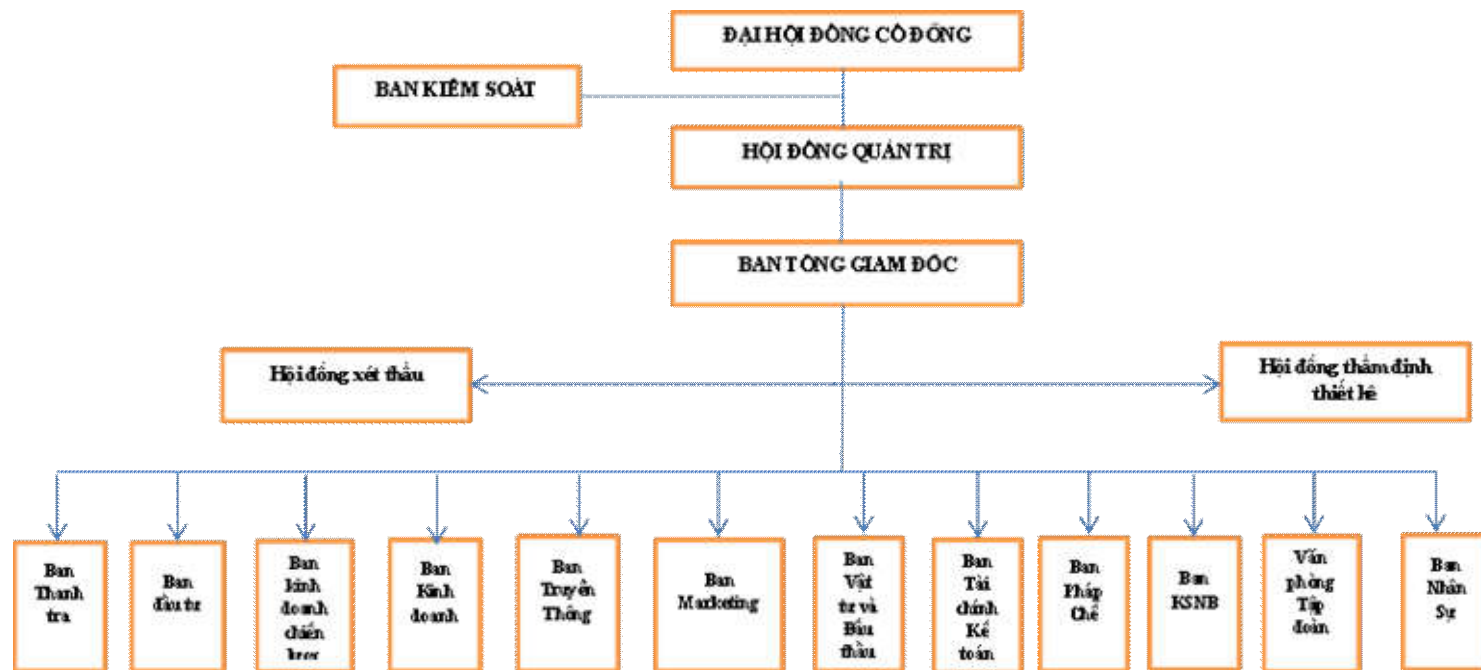 ĐẠI HỘI ĐỒNG CỔ ĐÔNG
BAN KIỂM SOÁT
HỘI ĐỒNG QUẢN TRỊ
BAN TỔNG GIÁM ĐỐC
Hội đồng xét thầu
Hội đồng thẩm định
thiết kế
Ban
Thanh
tra
Ban
đầu tư
Ban
kinh
doanh
chiến
lược
Ban
Kinh
doanh
Ban
Truyền
Thông
Ban
Marketing
Ban
Vật
tư và
Đấu
thầu
Ban
Tài
chính
Kế
toán
Ban
Pháp
Chế
Ban
KSNB
Văn
phòng
Tập
đoàn
Ban
Nhân
Sự